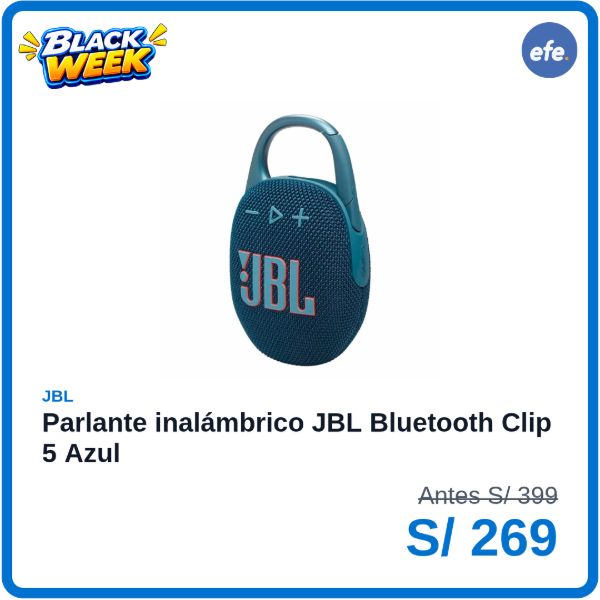 BLACK
WEEK
efe.
JBL
JBL
Parlante inalámbrico JBL Bluetooth Clip
5 Azul
Antes S/ 399
S/ 269